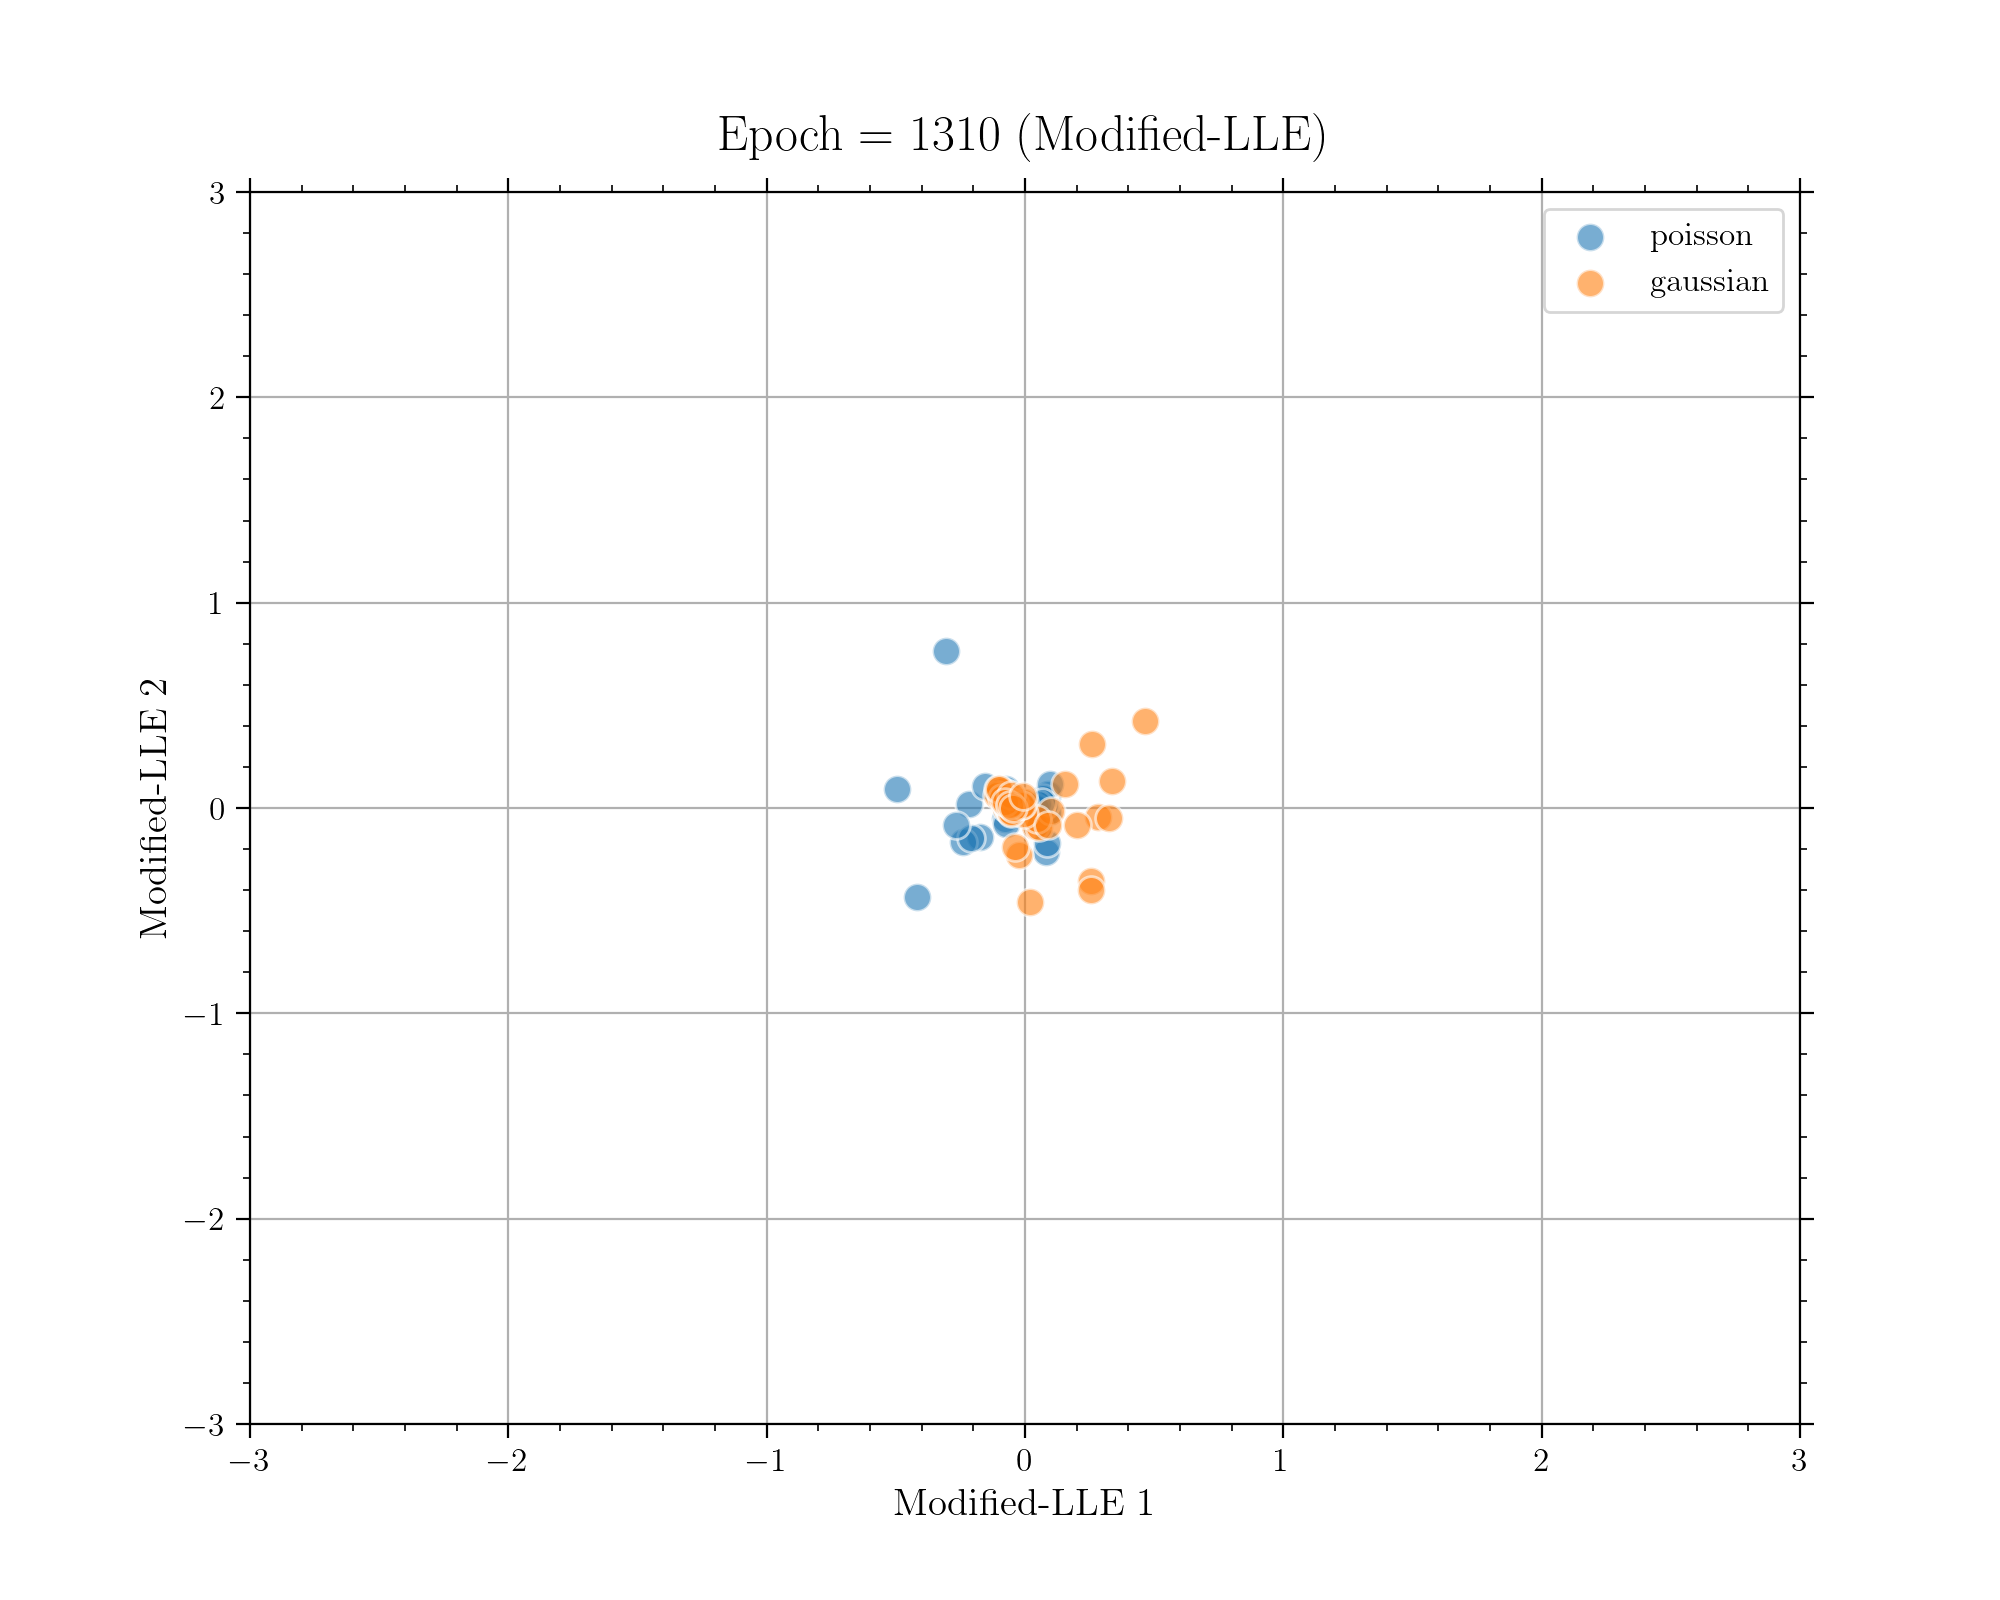 Epoch = 1310 (Modified-LLE)
poisson
gaussian
3
2
1
0
−1
−2
−3
Modified-LLE 2
−3 −2 −1 0 1 2 3
Modified-LLE 1